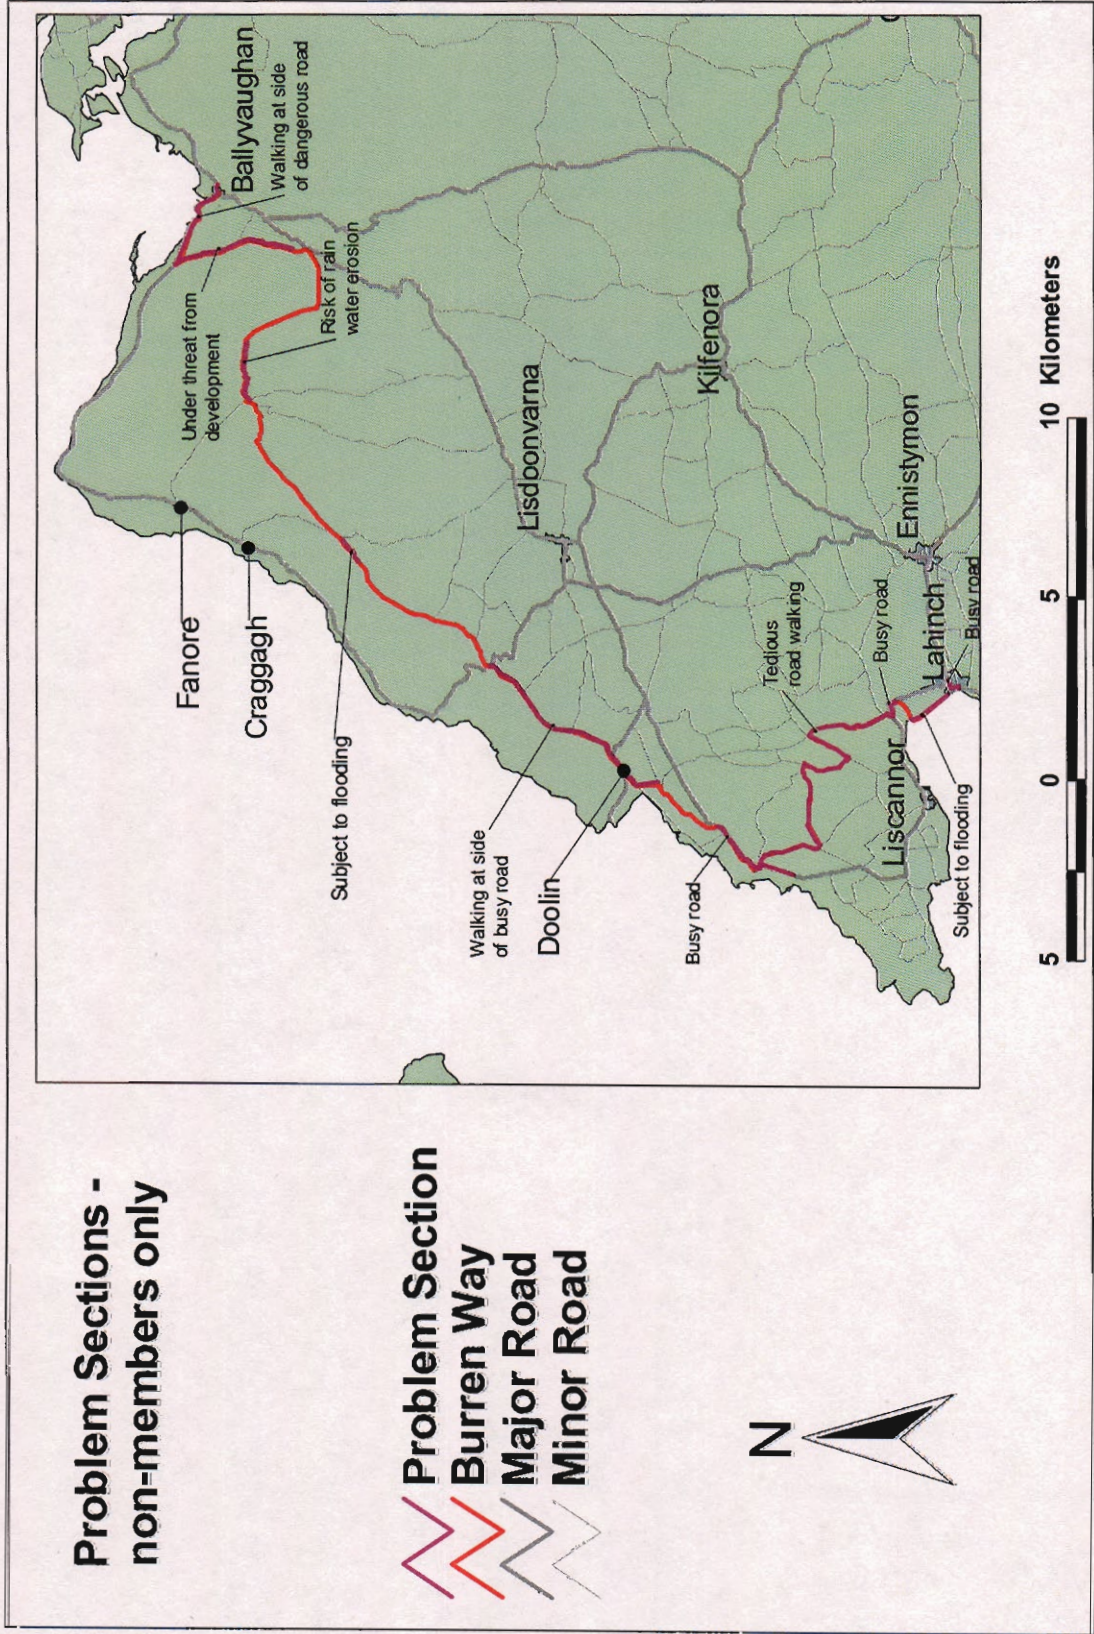 Problem Sections -
non-members only
Problem Section
Burren Way
Major Road
Minor Road
N
Fanore
Craggagh
Subject to flooding
Walking at side
of busy road
Doolin
Busy road
Under threat from
development
Ballyvaughan
Walking at side
of dangerous road
Risk of rain
water erosion
Lisdoonvarna
Kilfenora
Ennistymon
Tedious
road walking
Busy road
Lahinch
Busy road
Liscannor
Subject to flooding
5 0 5 10 Kilometers